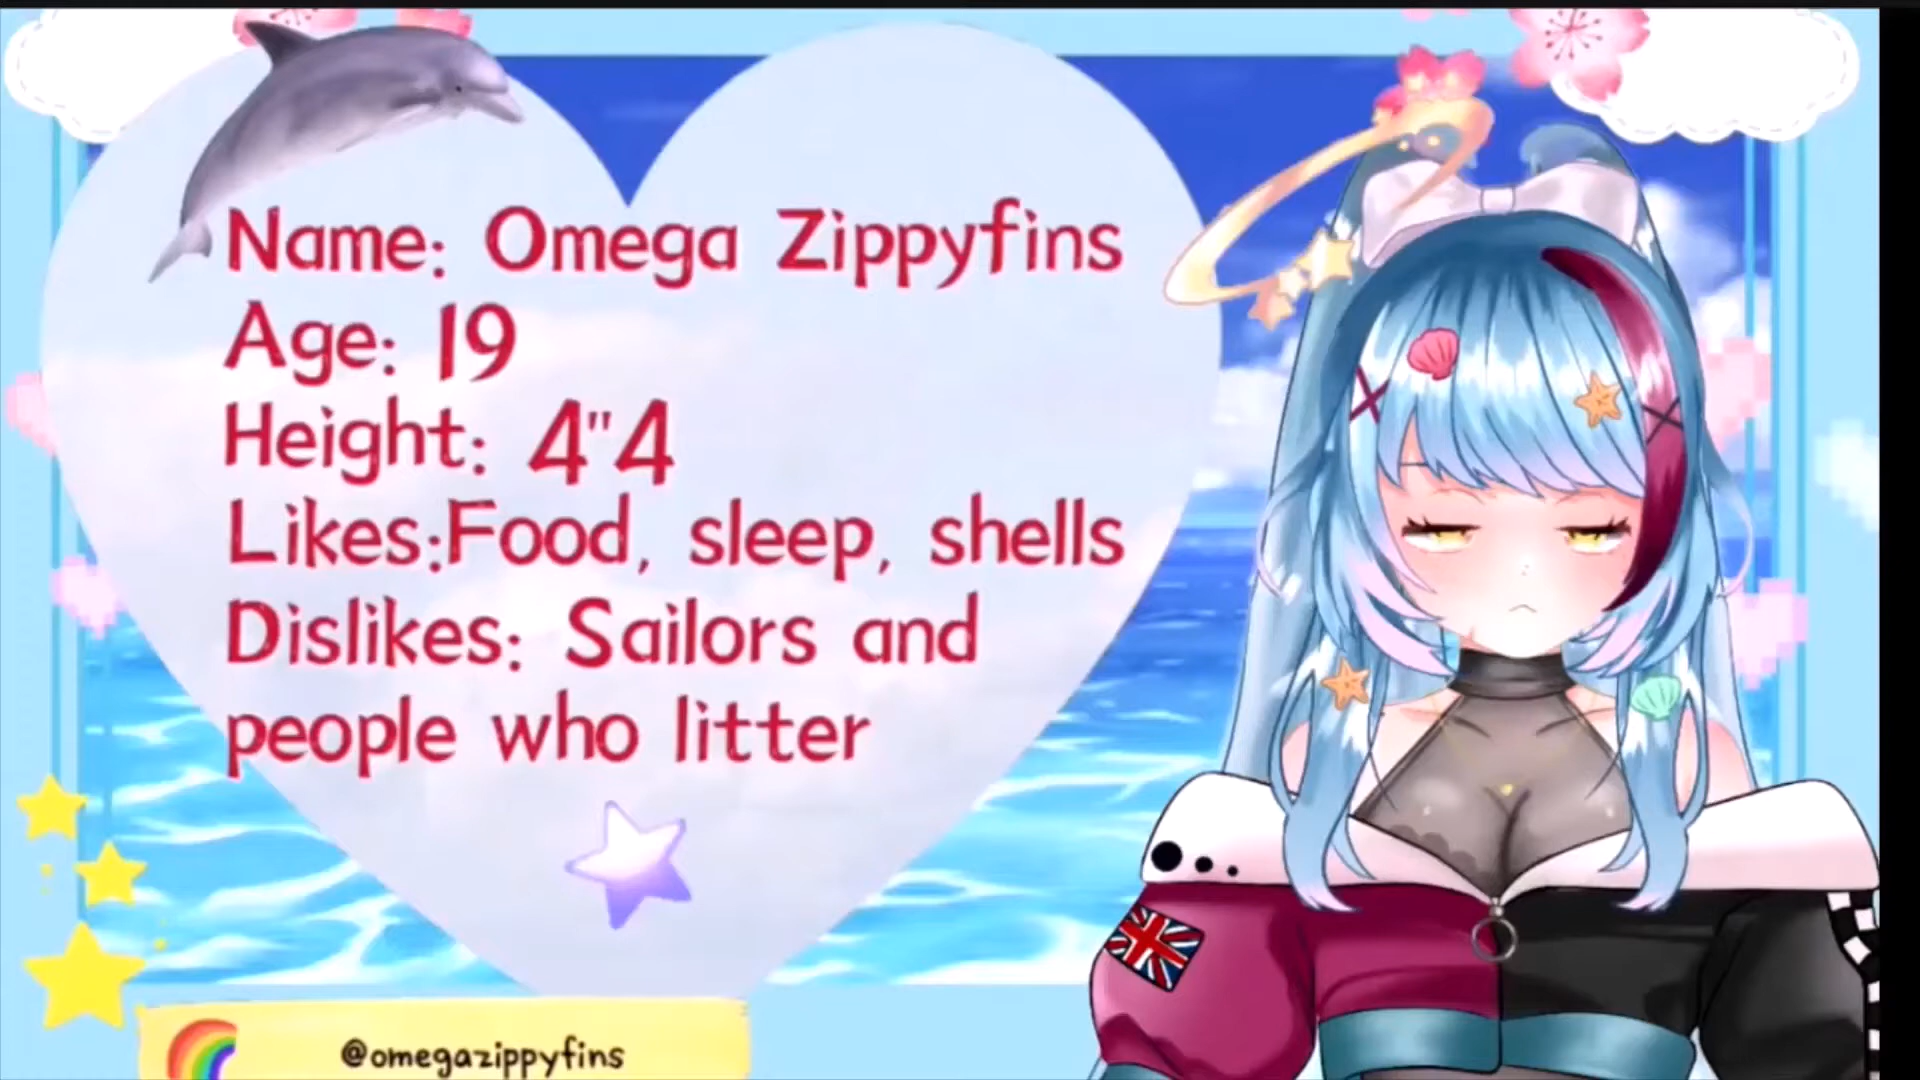 Name: Omega Zippyfins
Age: 19
Height: 4"4
Likes:Food, sleep, shells
Dislikes: Sailors and
people who litter
@omegazippyfins